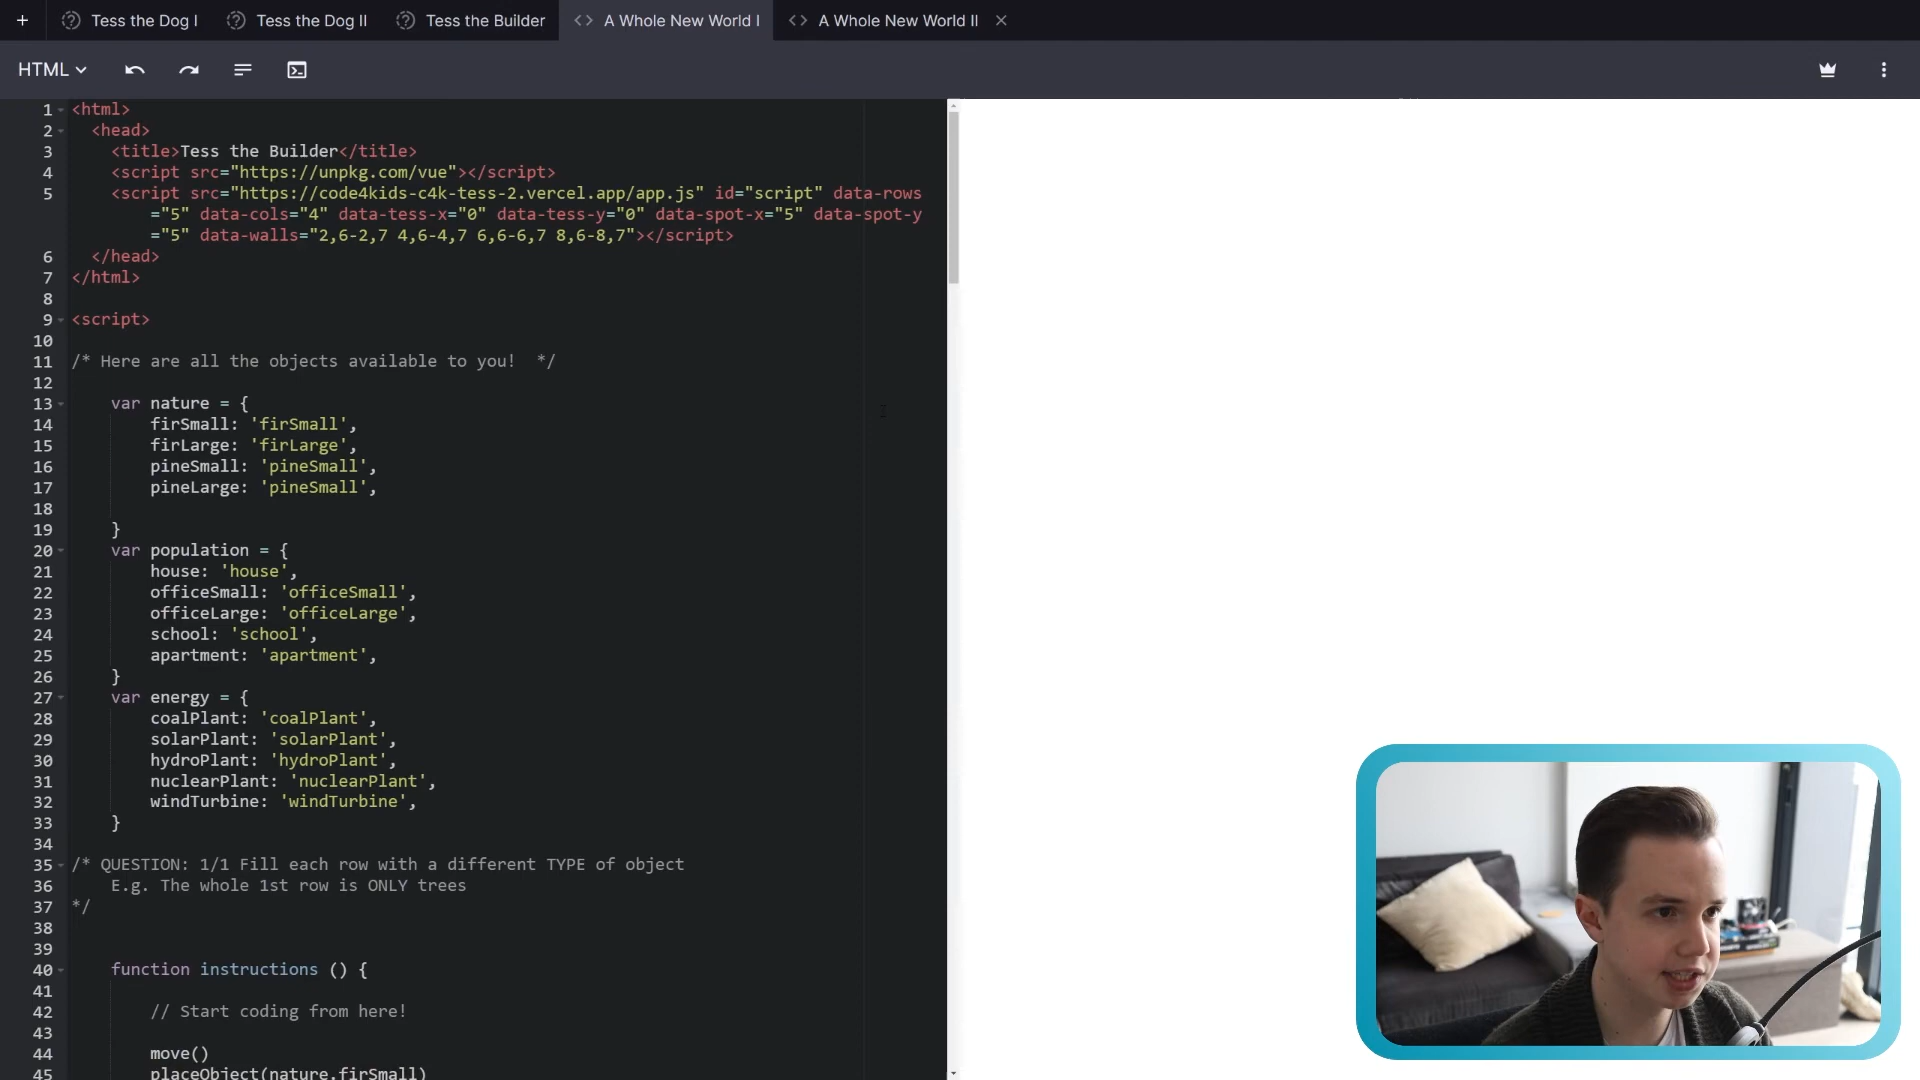 + Tess the Dog I Tess the Dog II Tess the Builder <> A Whole New World I <> A Whole New World II ×
HTML
1 <html>
2 <head>
3 <title>Tess the Builder</title>
4 <script src="https://unpkg.com/vue"></script>
5 <script src="https://code4kids-c4k-tess-2.vercel.app/app.js" id="script" data-rows
="5" data-cols="4" data-tess-x="0" data-tess-y="0" data-spot-x="5" data-spot-y
="5" data-walls="2,6-2,7 4,6-4,7 6,6-6,7 8,6-8,7"></script>
6 </head>
7 </html>
8
9 <script>
10
11 /* Here are all the objects available to you!  */
12
13 var nature = {
14 firSmall: 'firSmall',
15 firLarge: 'firLarge',
16 pineSmall: 'pineSmall',
17 pineLarge: 'pineSmall',
18
19 }
20 var population = {
21 house: 'house',
22 officeSmall: 'officeSmall',
23 officeLarge: 'officeLarge',
24 school: 'school',
25 apartment: 'apartment',
26 }
27 var energy = {
28 coalPlant: 'coalPlant',
29 solarPlant: 'solarPlant',
30 hydroPlant: 'hydroPlant',
31 nuclearPlant: 'nuclearPlant',
32 windTurbine: 'windTurbine',
33 }
34
35 /* QUESTION: 1/1 Fill each row with a different TYPE of object
36 E.g. The whole 1st row is ONLY trees
37 */
38
39
40 function instructions () {
41
42 // Start coding from here!
43
44 move()
45 placeObject(nature.firSmall)